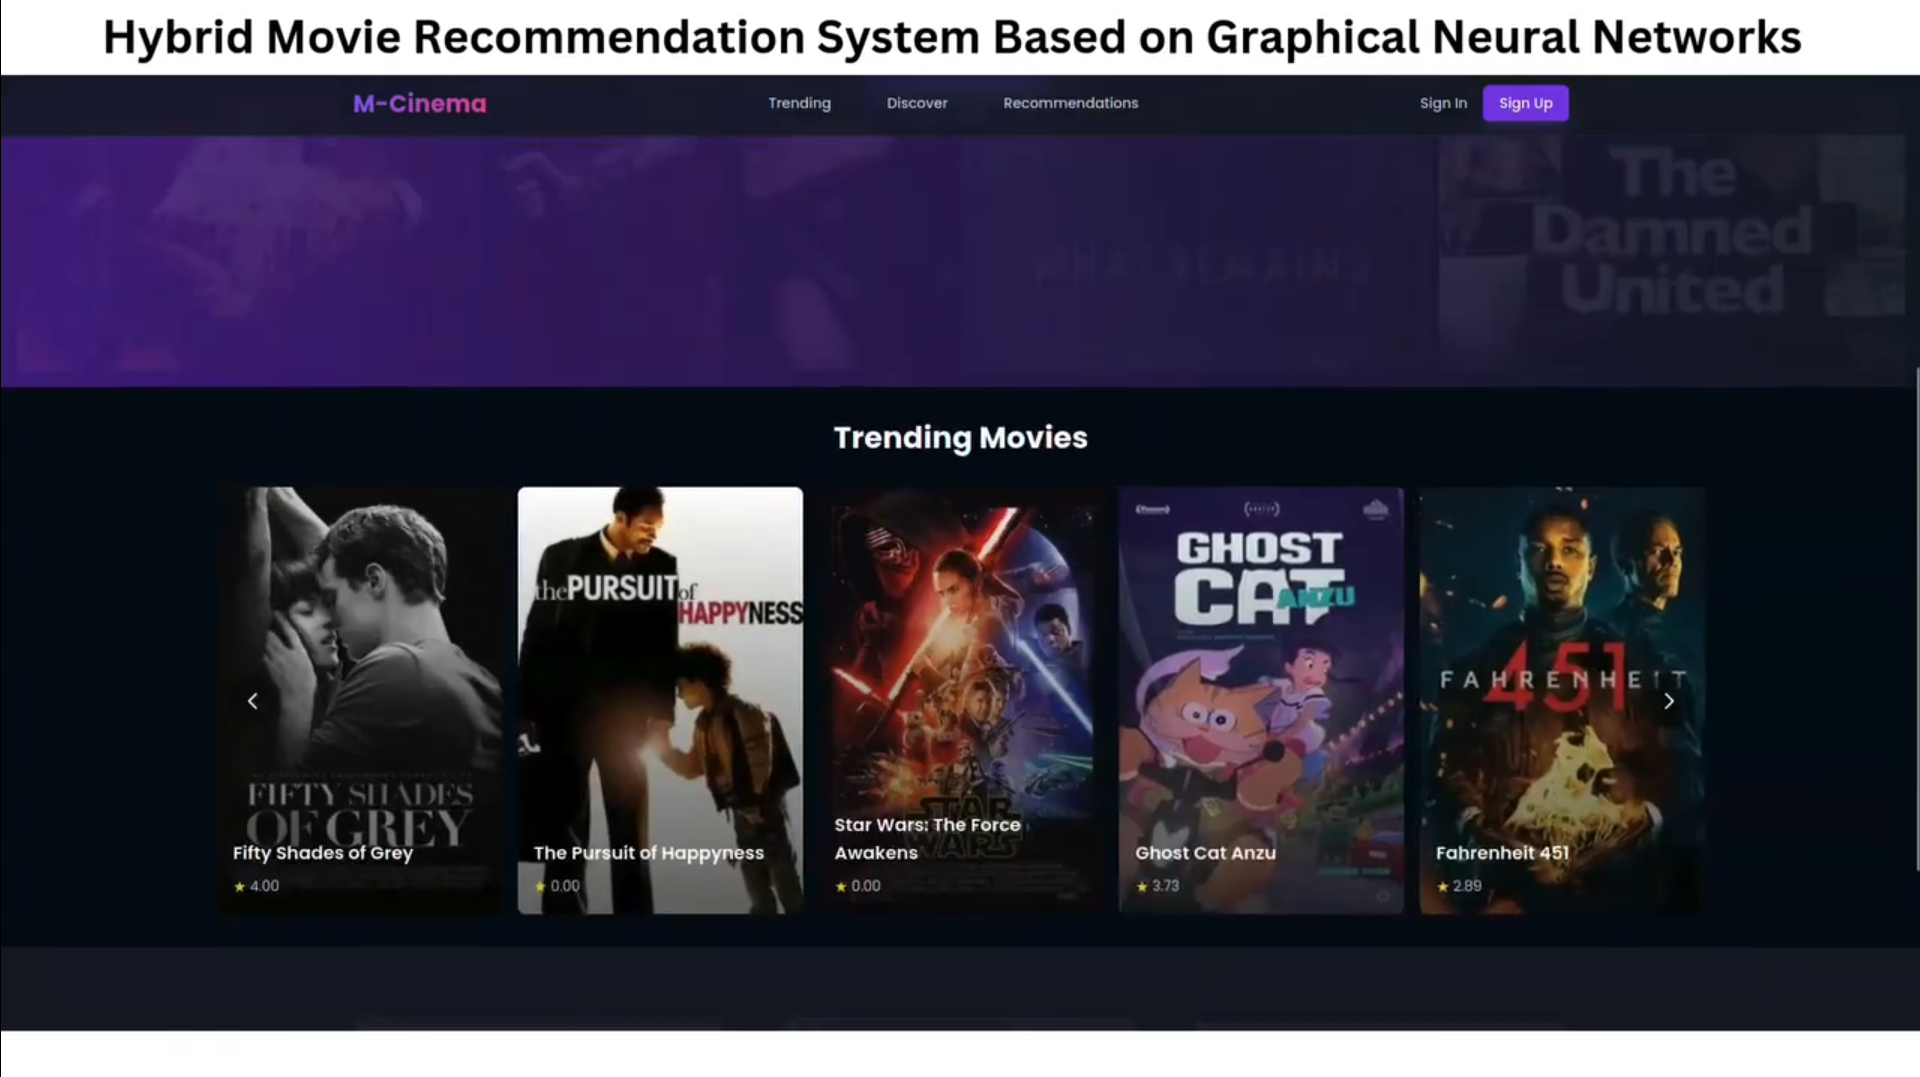 Hybrid Movie Recommendation System Based on Graphical Neural Networks
M-Cinema
Trending
Discover
Recommendations
Sign In
Sign Up
WHAT REMAINS
The
Damned
United
Trending Movies
FIFTY SHADES
OF GREY
Fifty Shades of Grey
★ 4.00
the PURSUIT of
HAPPYNESS
The Pursuit of Happyness
★ 0.00
STAR
WARS
Star Wars: The Force
Awakens
★ 0.00
GHOST
CAT
ANZU
Ghost Cat Anzu
★ 3.73
451
FAHRENHEIT
Fahrenheit 451
★ 2.89